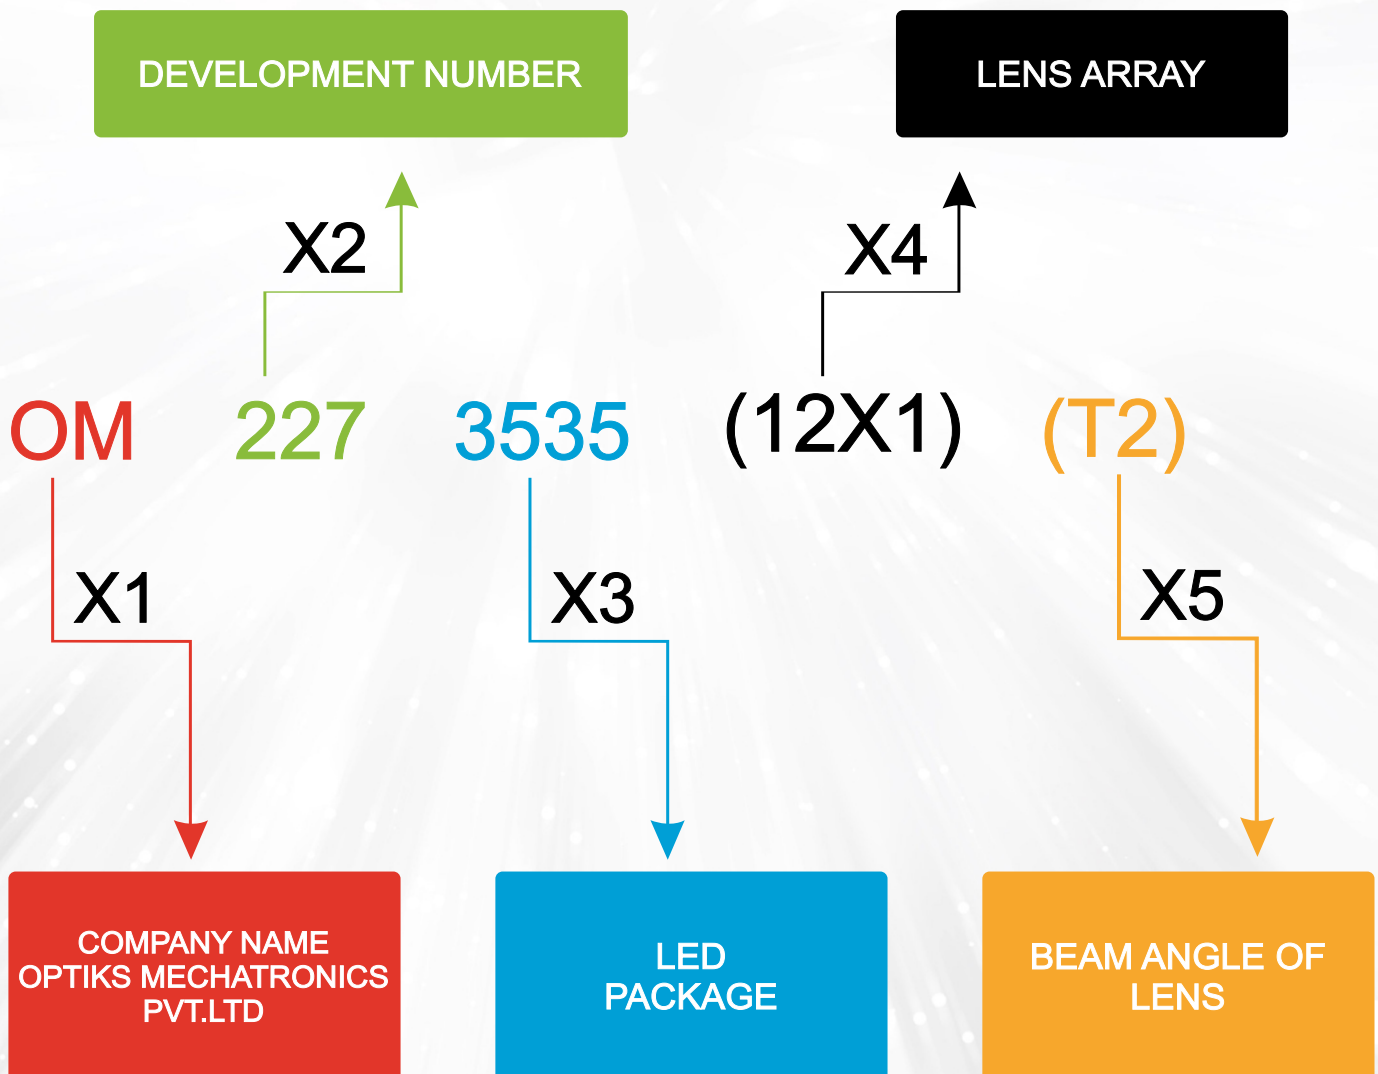 DEVELOPMENT NUMBER
LENS ARRAY
X2
X4
OM 227 3535 (12X1) (T2)
X1
X3
X5
COMPANY NAME
OPTIKS MECHATRONICS
PVT.LTD
LED
PACKAGE
BEAM ANGLE OF
LENS